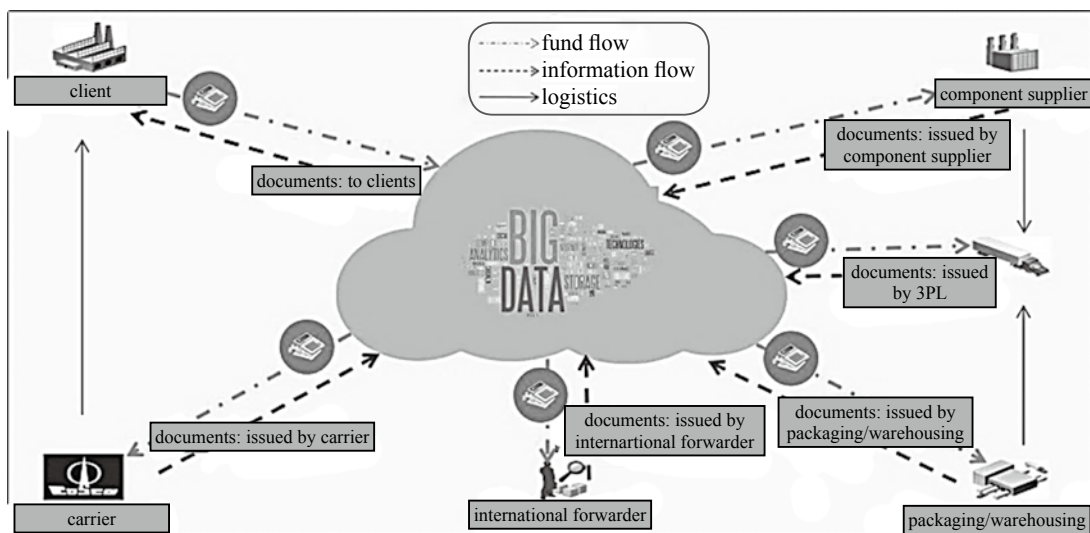 fund flow
information flow
logistics
client
component supplier
documents: issued by
component supplier
documents: to clients
BIG
DATA
ANALYTICS
TECHNOLOGIES
STORAGE
documents: issued
by 3PL
documents: issued by carrier
documents: issued by
internartional forwarder
documents: issued by
packaging/warehousing
COSCO
carrier
international forwarder
packaging/warehousing